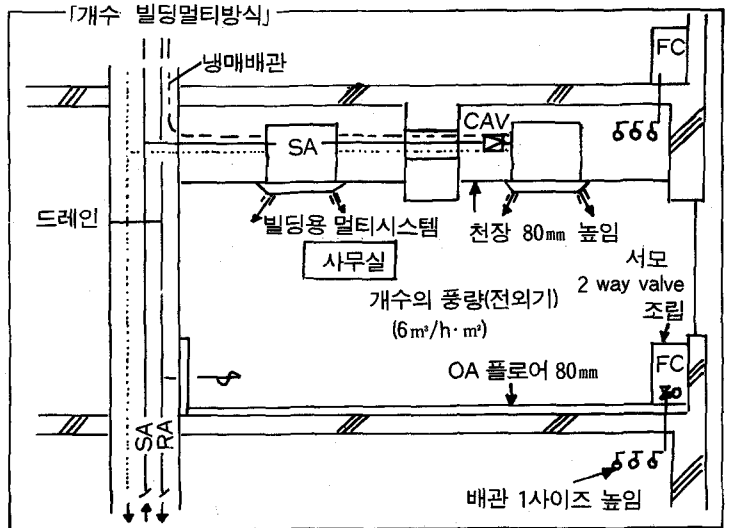 「개수 빌딩멀티방식」
FC
냉매배관
CAV
SA
드레인
빌딩용 멀티시스템
천장 80mm 높임
사무실
서모
2 way valve
조립
개수의 풍량(전외기)
(6㎥/h·㎡)
FC
OA 플로어 80mm
SA
RA
배관 1사이즈 높임